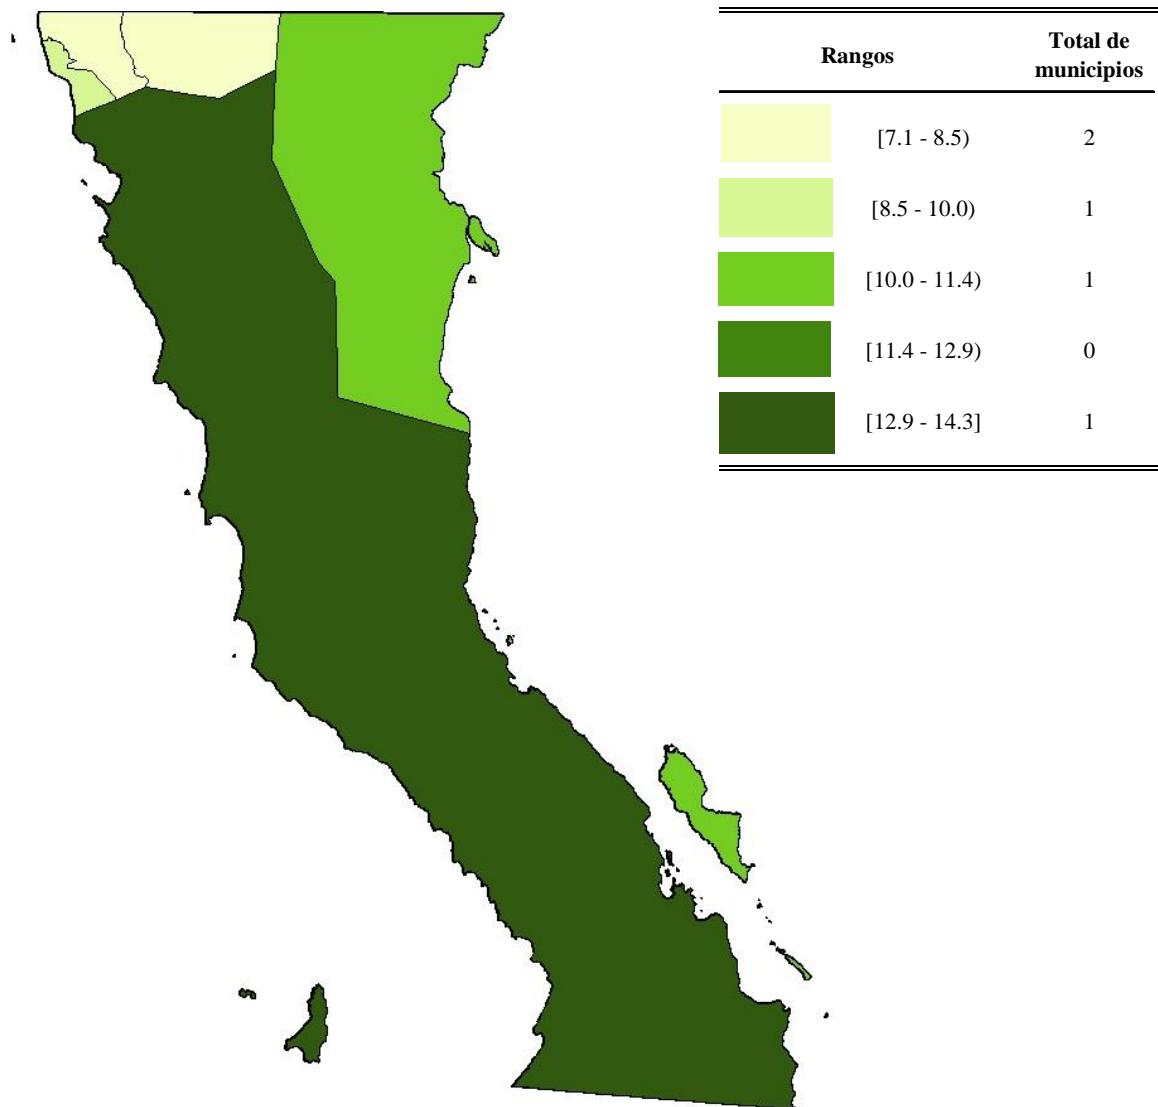 Rangos Total de municipios
[7.1 - 8.5) 2
[8.5 - 10.0) 1
[10.0 - 11.4) 1
[11.4 - 12.9) 0
[12.9 - 14.3] 1